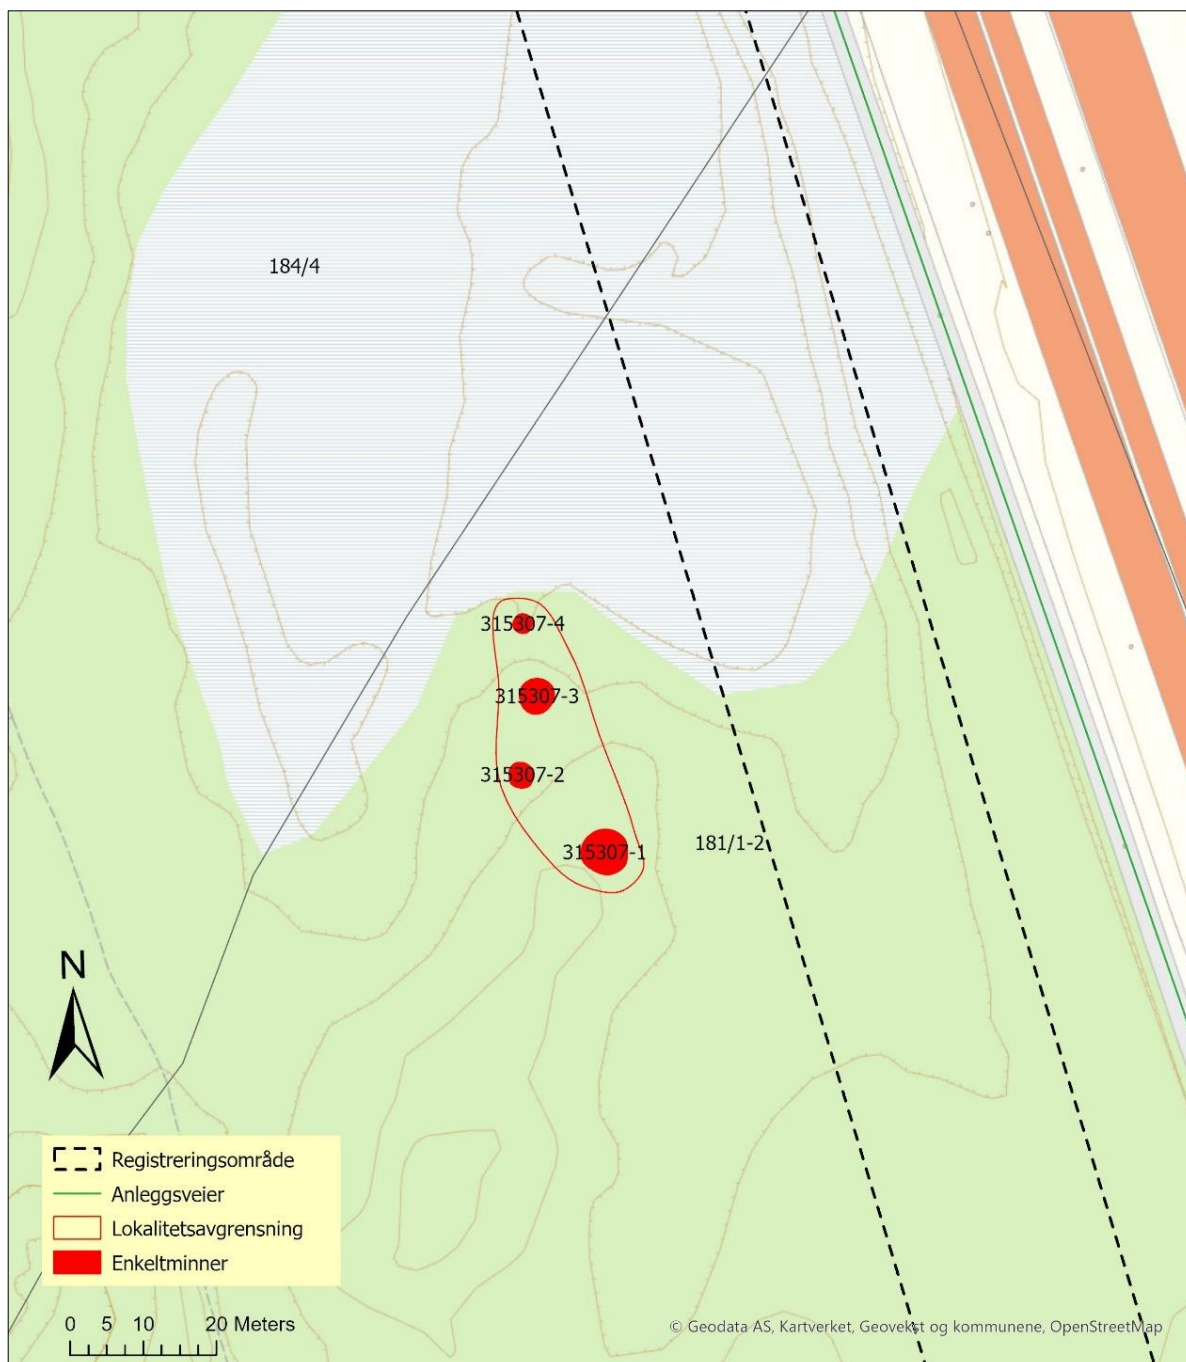 184/4
315307-4
315307-3
315307-2
315307-1
181/1-2
N
Registreringsområde
Anleggsveier
Lokalitetsavgrensning
Enkeltminner
0 5 10 20 Meters
© Geodata AS, Kartverket, Geovekst og kommunene, OpenStreetMap